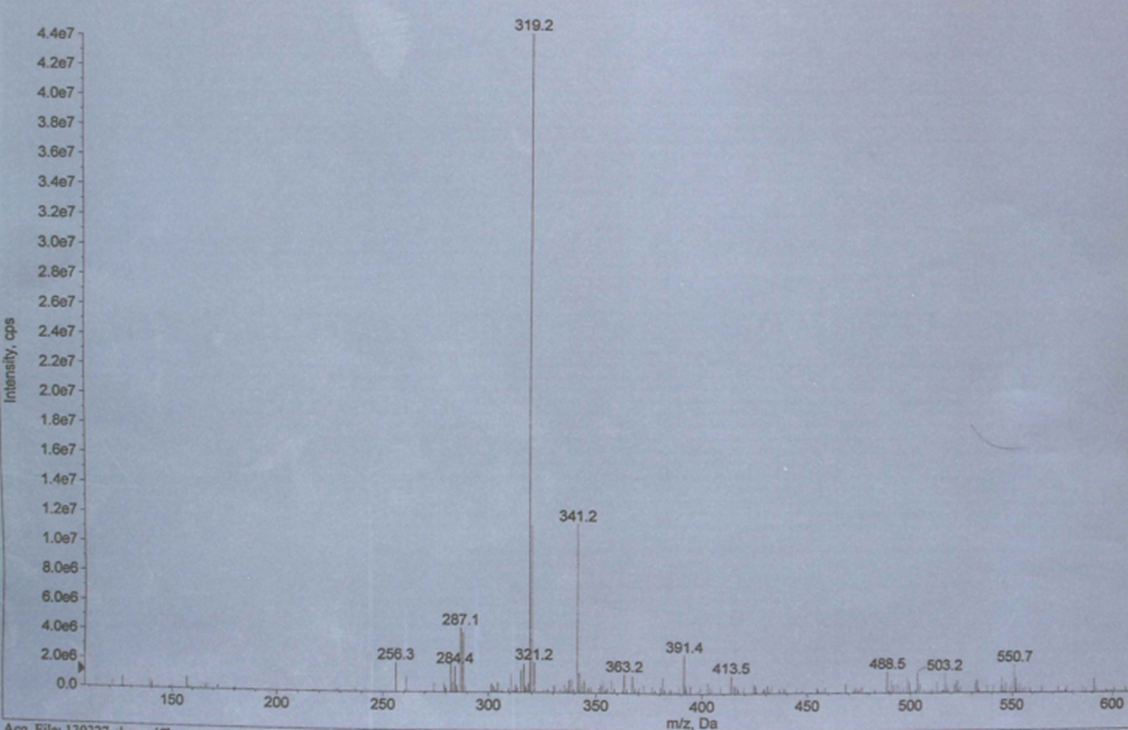 319.2
4.4e7
4.2e7
4.0e7
3.8e7
3.6e7
3.4e7
3.2e7
3.0e7
2.8e7
2.6e7
2.4e7
2.2e7
2.0e7
1.8e7
1.6e7
1.4e7
1.2e7
1.0e7
8.0e6
6.0e6
4.0e6
2.0e6
0.0
Intensity, cps
341.2
287.1
256.3
284.4
321.2
363.2
391.4
413.5
488.5
503.2
550.7
150 200 250 300 350 400 450 500 550 600
m/z, Da